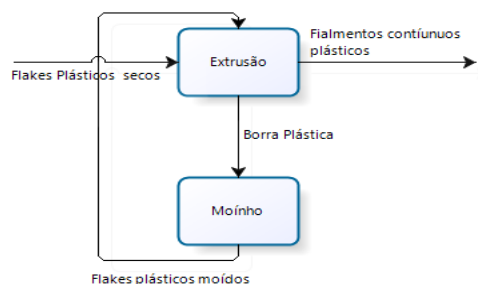 Fialmentos contíunuos
plásticos
Extrusão
Flakes Plásticos secos
Borra Plástica
Moínho
Flakes plásticos moídos